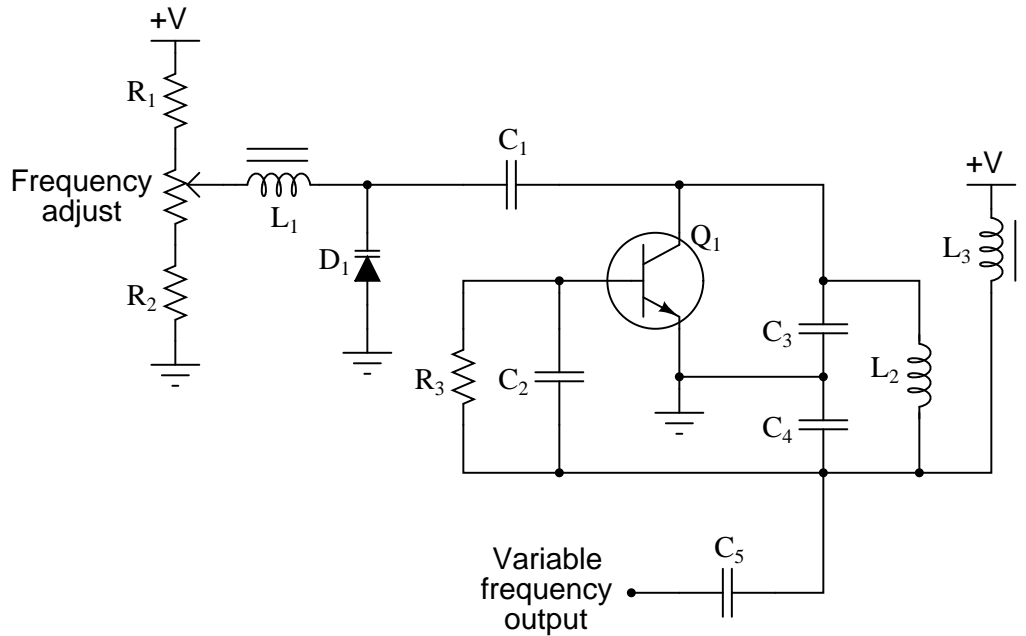 +V
R₁
Frequency
adjust
R₂
L₁
D₁
C₁
Q₁
R₃
C₂
C₃
C₄
L₂
+V
L₃
Variable
frequency
output
C₅